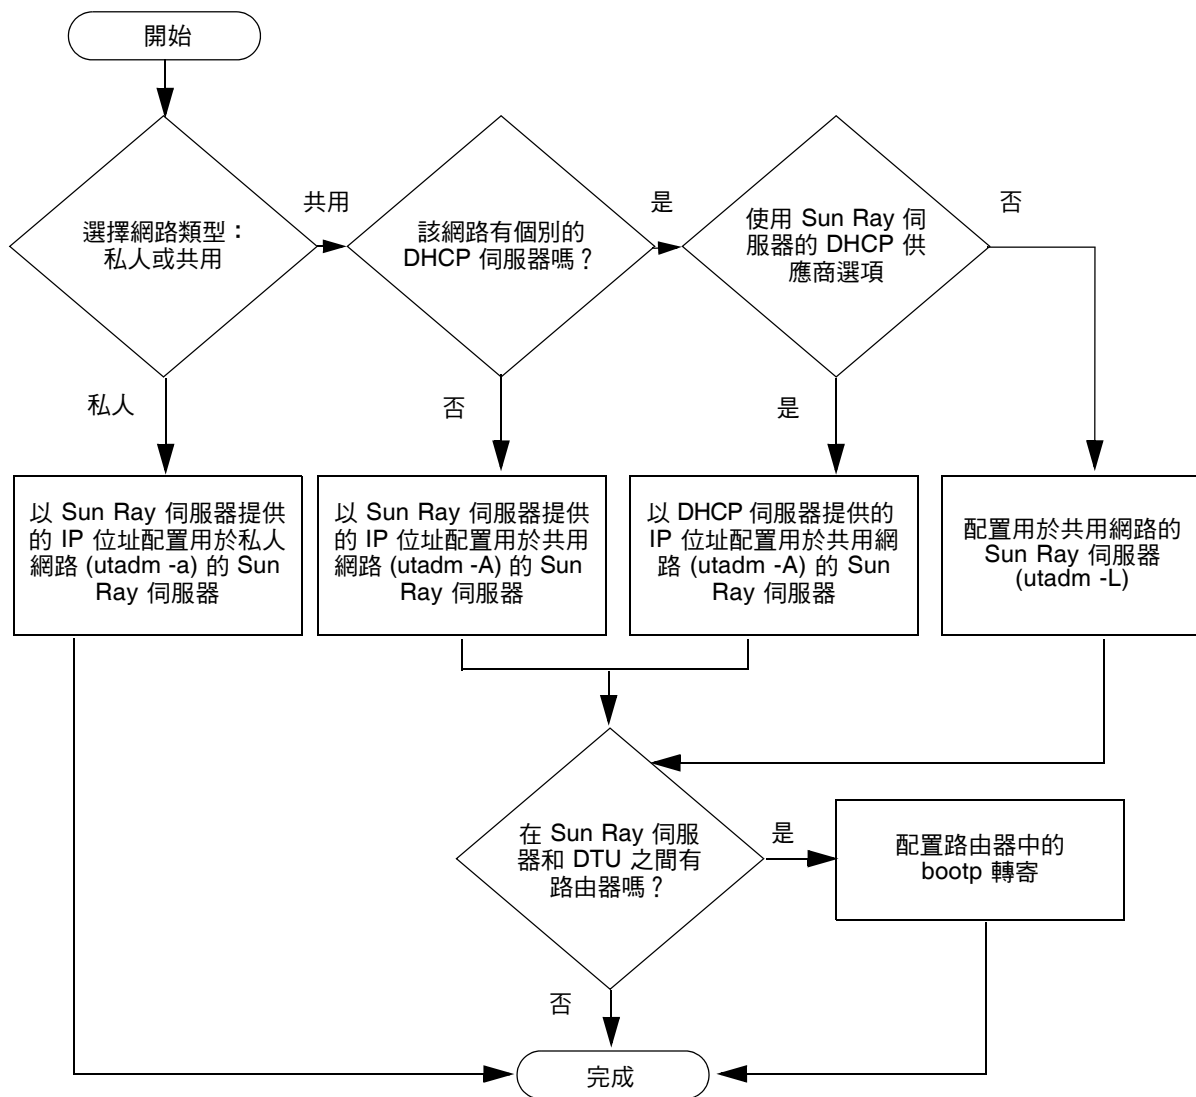 開始
選擇網路類型：
私人或共用
共用
該網路有個別的
DHCP 伺服器嗎？
是
使用 Sun Ray 伺
服器的 DHCP 供
應商選項
否
私人
否
是
以 Sun Ray 伺服器提供
的 IP 位址配置用於私人
網路 (utadm -a) 的 Sun
Ray 伺服器
以 Sun Ray 伺服器提供
的 IP 位址配置用於共用
網路 (utadm -A) 的 Sun
Ray 伺服器
以 DHCP 伺服器提供的
IP 位址配置用於共用網
路 (utadm -A) 的 Sun
Ray 伺服器
配置用於共用網路的
Sun Ray 伺服器
(utadm -L)
在 Sun Ray 伺服
器和 DTU 之間有
路由器嗎？
是
配置路由器中的
bootp 轉寄
否
完成